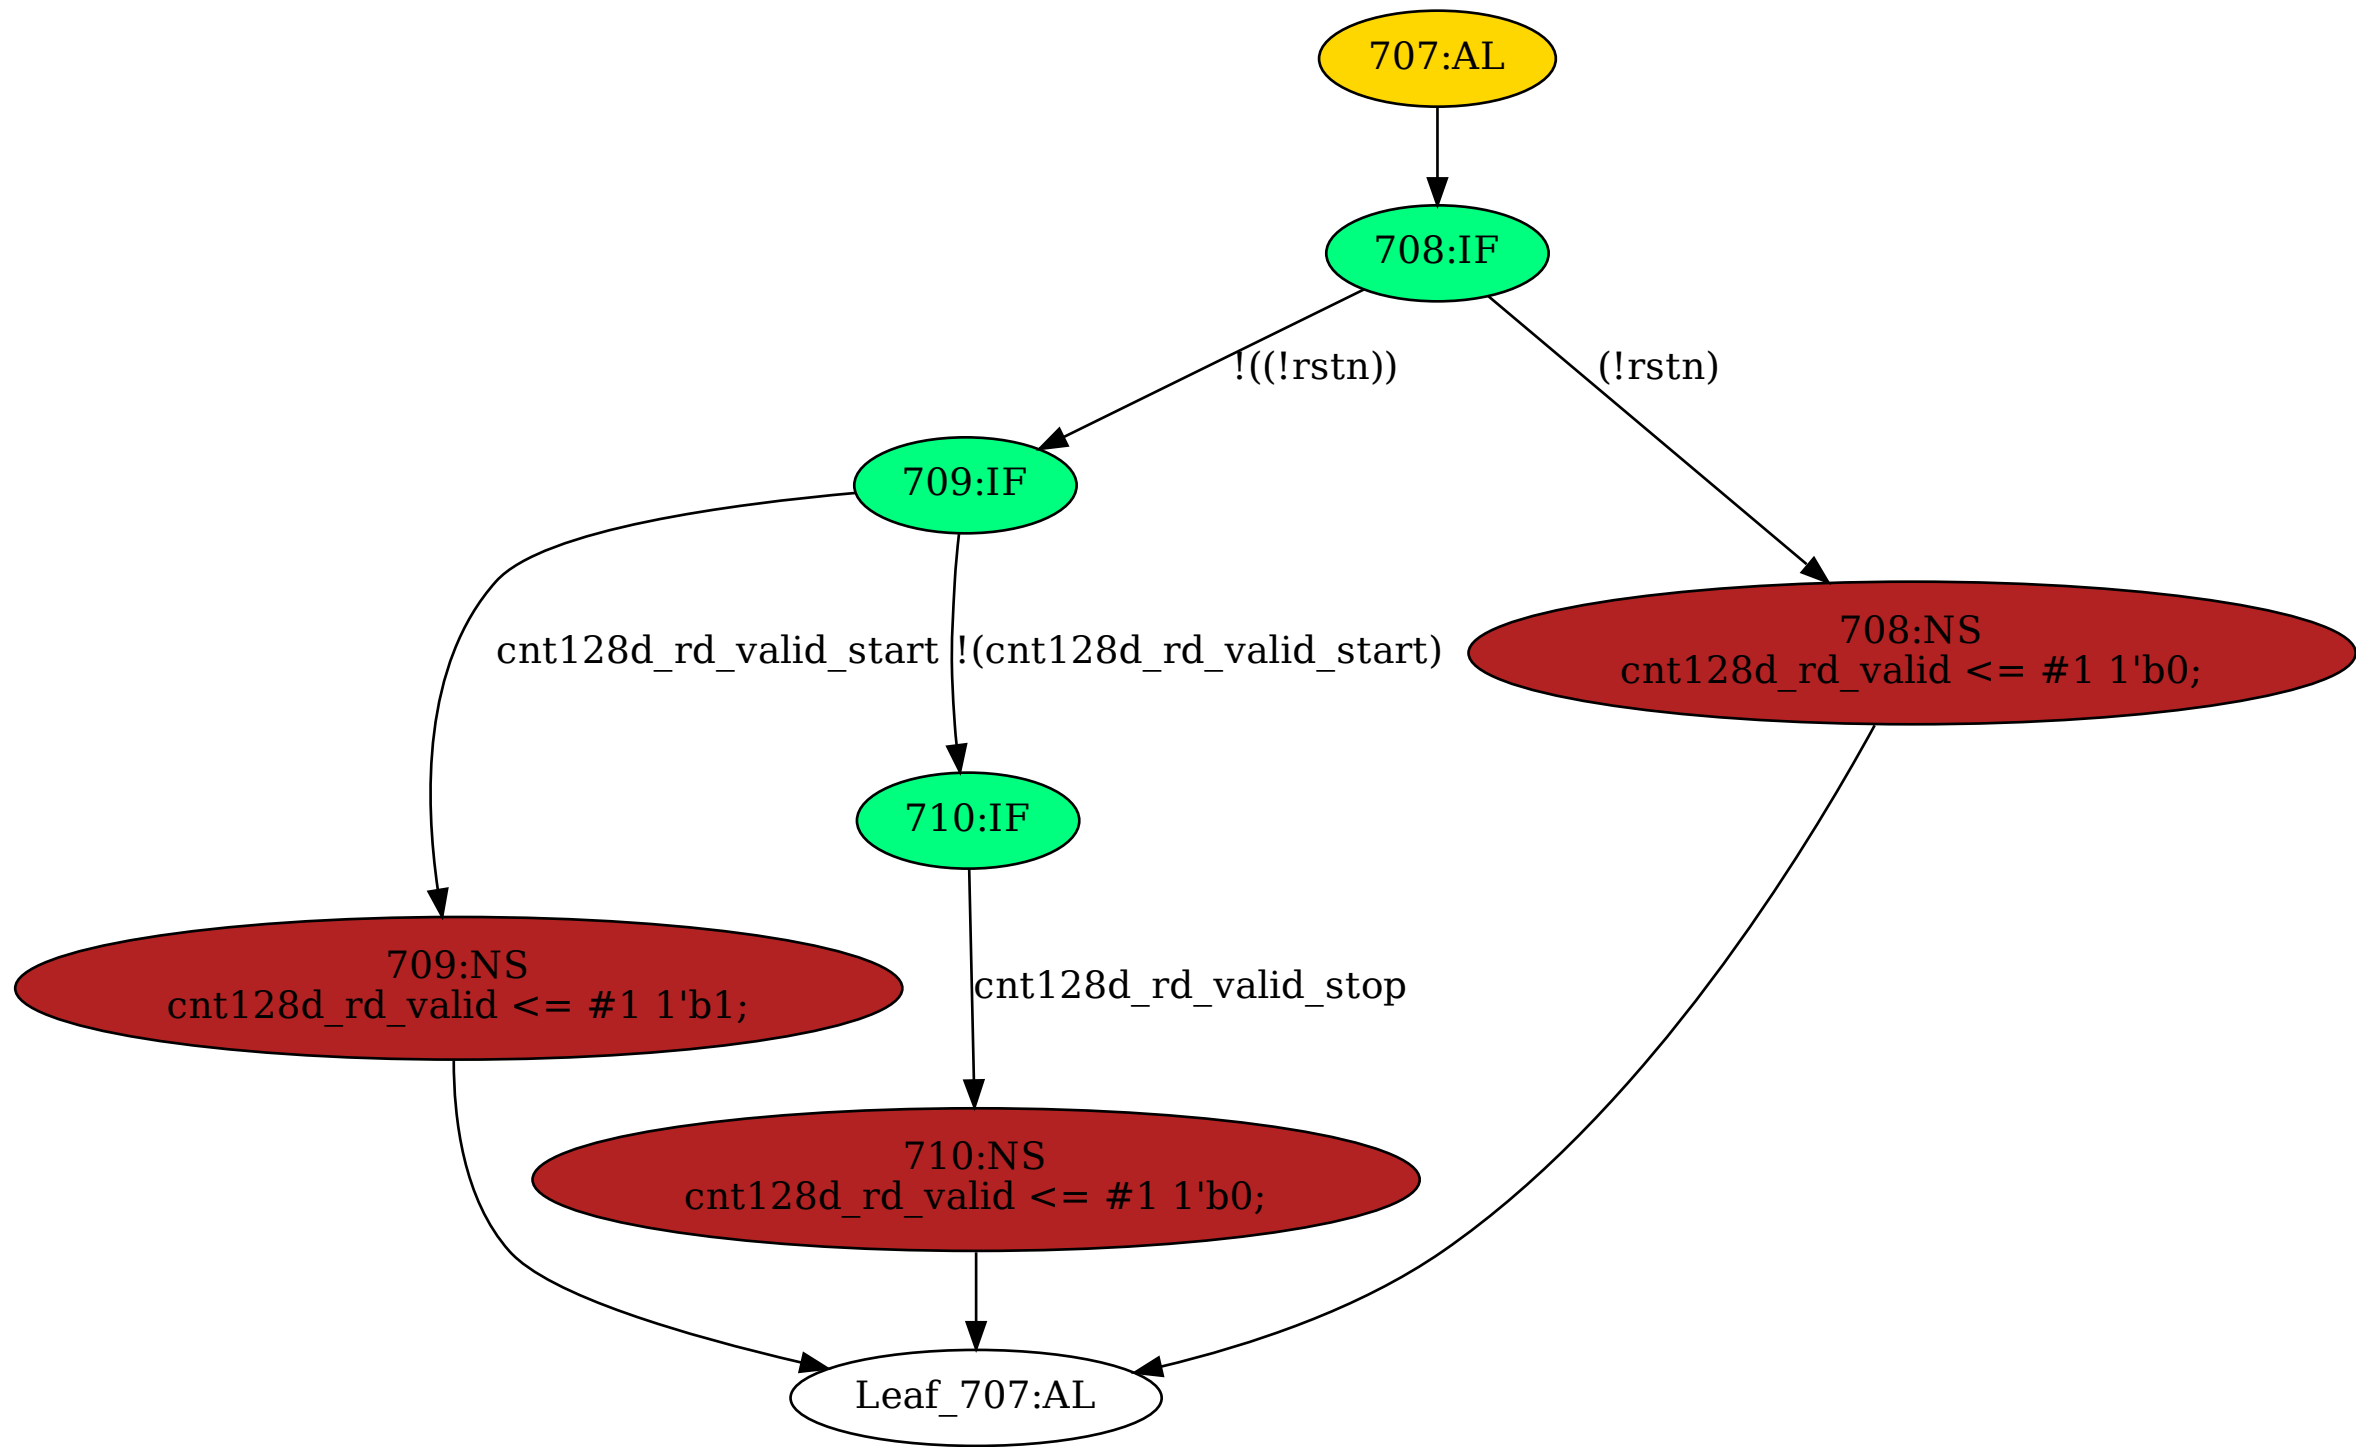 707:AL
708:IF
!((!rstn))
(!rstn)
709:IF
708:NS
cnt128d_rd_valid <= #1 1'b0;
cnt128d_rd_valid_start
!(cnt128d_rd_valid_start)
710:IF
709:NS
cnt128d_rd_valid <= #1 1'b1;
cnt128d_rd_valid_stop
710:NS
cnt128d_rd_valid <= #1 1'b0;
Leaf_707:AL